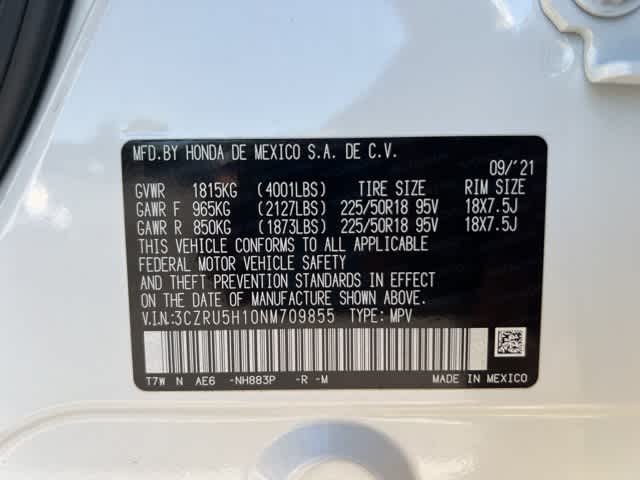 MFD.BY HONDA DE MEXICO S.A. DE C.V.
09/'21
GVWR 1815KG (4001LBS) TIRE SIZE RIM SIZE
GAWR F 965KG (2127LBS) 225/50R18 95V 18X7.5J
GAWR R 850KG (1873LBS) 225/50R18 95V 18X7.5J
THIS VEHICLE CONFORMS TO ALL APPLICABLE
FEDERAL MOTOR VEHICLE SAFETY
AND THEFT PREVENTION STANDARDS IN EFFECT
ON THE DATE OF MANUFACTURE SHOWN ABOVE.
V.I.N.:3CZRU5H10NM709855 TYPE: MPV
T7W N AE6 -NH883P -R -M MADE IN MEXICO